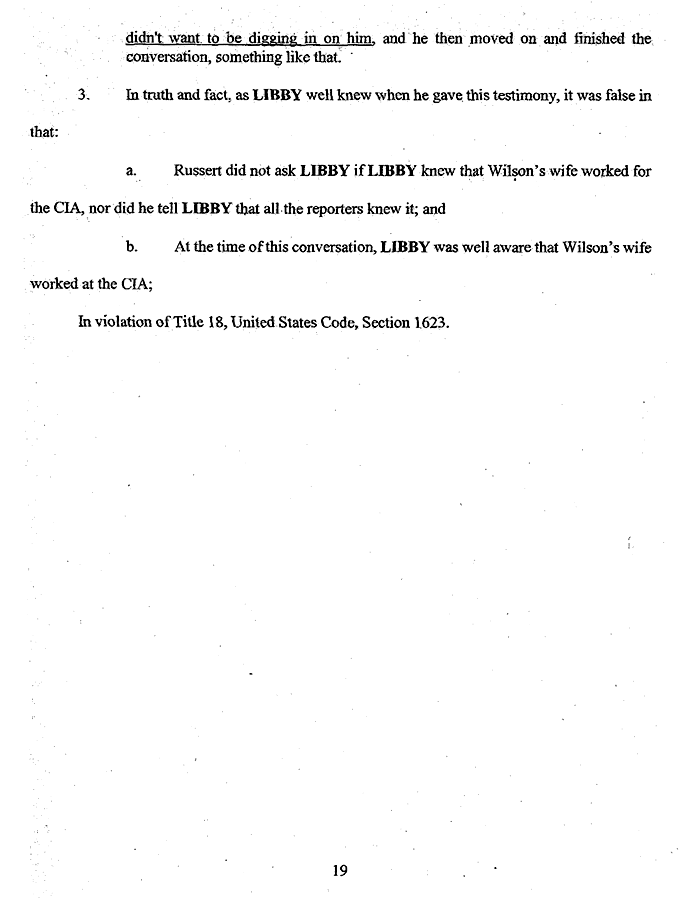 didn't want to be digging in on him, and he then moved on and finished the
conversation, something like that.
3. In truth and fact, as LIBBY well knew when he gave this testimony, it was false in
that:
a. Russert did not ask LIBBY if LIBBY knew that Wilson's wife worked for
the CIA, nor did he tell LIBBY that all the reporters knew it; and
b. At the time of this conversation, LIBBY was well aware that Wilson's wife
worked at the CIA;
In violation of Title 18, United States Code, Section 1623.
19